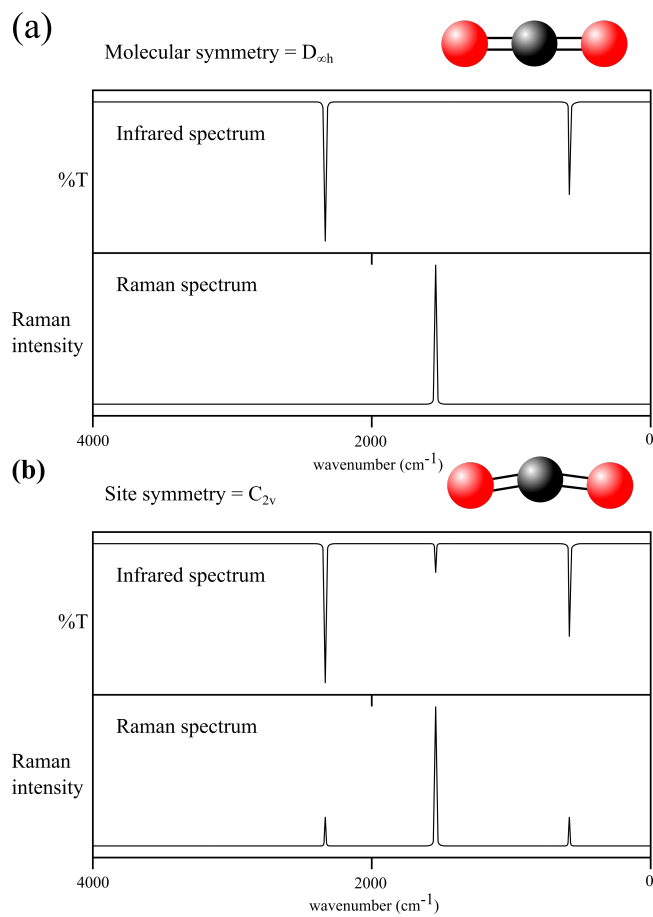 (a)
Molecular symmetry = D∞h
Infrared spectrum
%T
Raman spectrum
Raman
intensity
4000 2000 0
wavenumber (cm-1)
(b)
Site symmetry = C2v
Infrared spectrum
%T
Raman spectrum
Raman
intensity
4000 2000 0
wavenumber (cm-1)